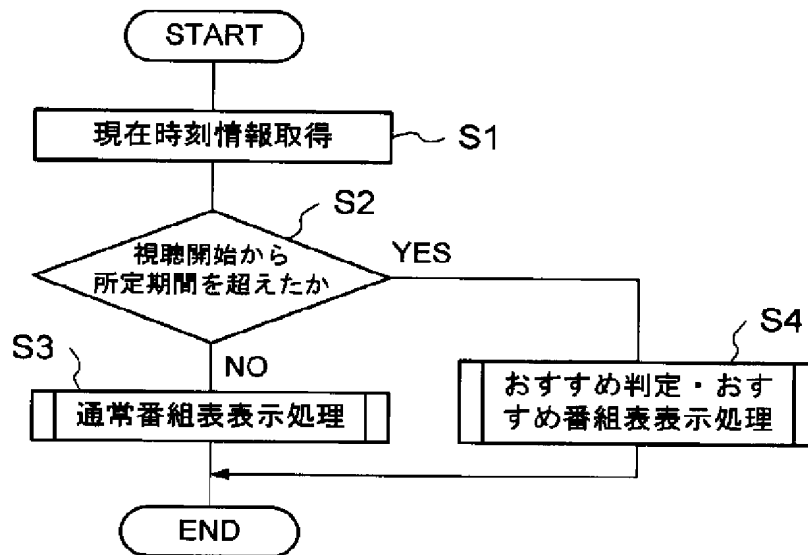 START
現在時刻情報取得
S1
S2
視聴開始から
所定期間を超えたか
YES
NO
S3
通常番組表表示処理
S4
おすすめ判定・おす
すめ番組表表示処理
END